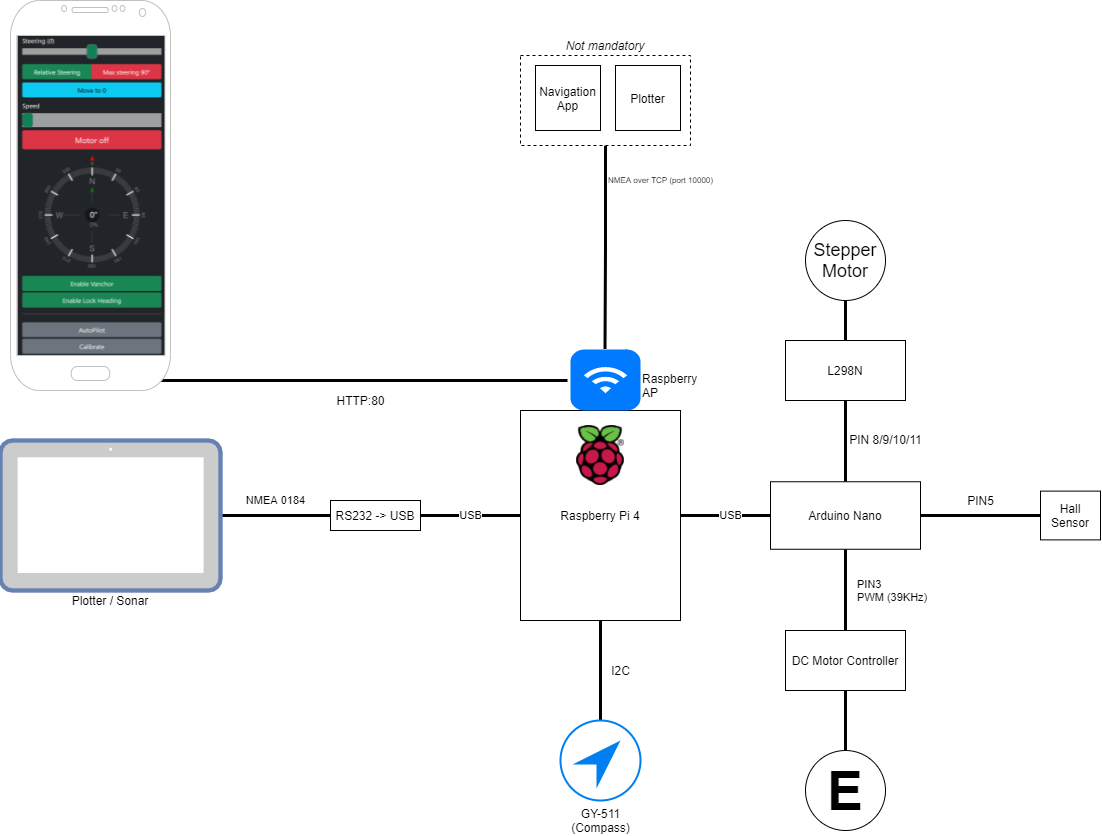 Steering (Ø)
Relative Steering
Max steering 90°
Move to 0
Speed
Motor off
N
W
0°
E
0%
S
Enable Vanchor
Enable Lock Heading
AutoPilot
Calibrate
Not mandatory
Navigation
App
Plotter
NMEA over TCP (port 10000)
Stepper
Motor
L298N
Raspberry
AP
HTTP:80
PIN 8/9/10/11
®
NMEA 0184
RS232 -> USB
USB
Raspberry Pi 4
USB
Arduino Nano
PIN5
Hall
Sensor
Plotter / Sonar
PIN3
PWM (39KHz)
I2C
DC Motor Controller
E
GY-511
(Compass)